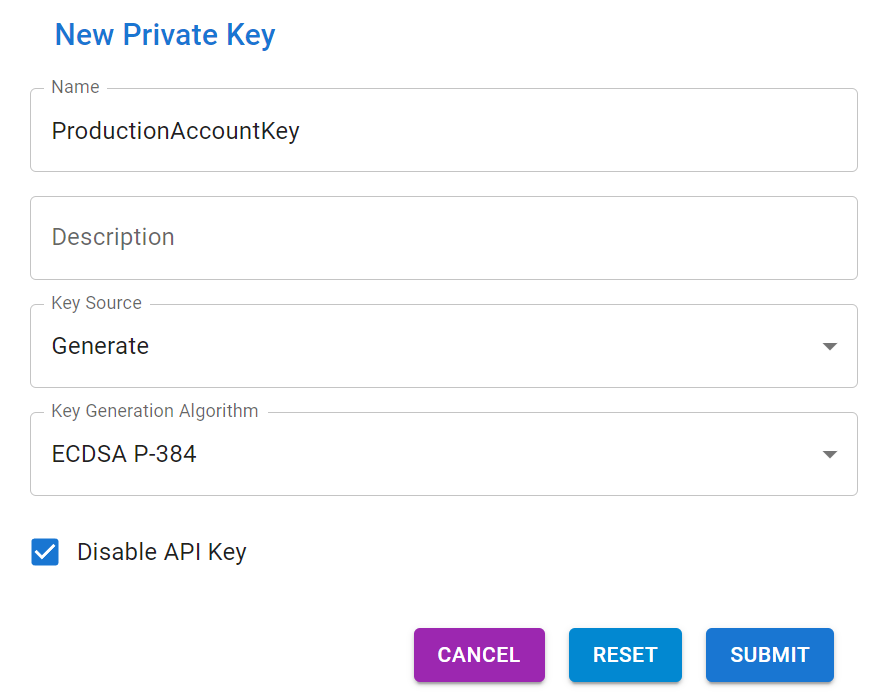 New Private Key
Name
ProductionAccountKey
Description
Key Source
Generate
Key Generation Algorithm
ECDSA P-384
Disable API Key
CANCEL RESET SUBMIT